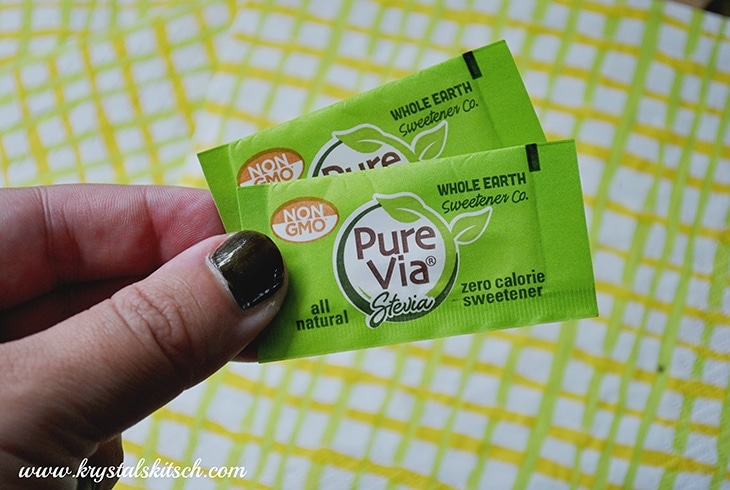 WHOLE EARTH
Sweetener Co.
NON
GMO
Pure
WHOLE EARTH
Sweetener Co.
NON
GMO
Pure
Via®
Stevia
all
natural
zero calorie
sweetener
www.krystalskitsch.com